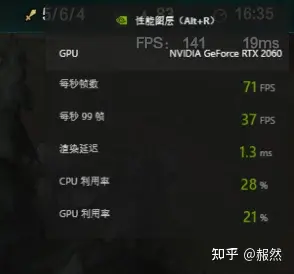 5/6/4 83 16:35
性能图层（Alt+R）
FPS: 141 19ms
GPU NVIDIA GeForce RTX 2060
每秒帧数 71 FPS
每秒 99 帧 37 FPS
渲染延迟 1.3 ms
CPU 利用率 28 %
GPU 利用率 21 %
知乎 @赧然